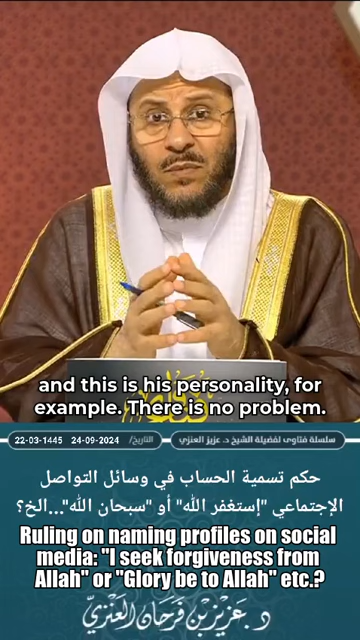 and this is his personality, for
example. There is no problem.
22-03-1445
24-09-2024
التاريخ/
سلسلة فتاوى لفضيلة الشيخ د. عزيز العنزي
حكم تسمية الحساب في وسائل التواصل
الإجتماعي "إستغفر الله" أو "سبحان الله"...الخ؟
Ruling on naming profiles on social
media: "I seek forgiveness from
Allah" or "Glory be to Allah" etc.?
د. عزيز بن فرحان العنزي